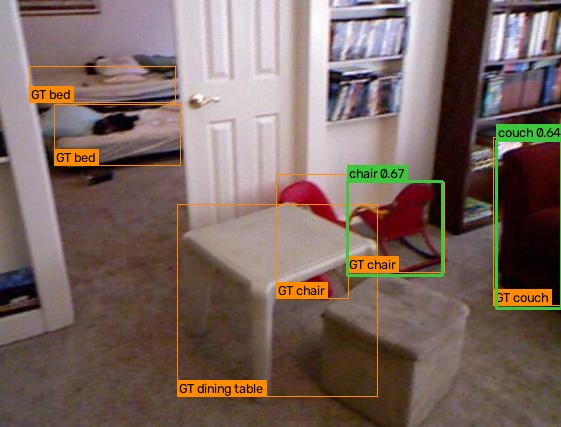 GT bed
GT bed
couch 0.64
chair 0.67
GT chair
GT chair
GT couch
GT dining table